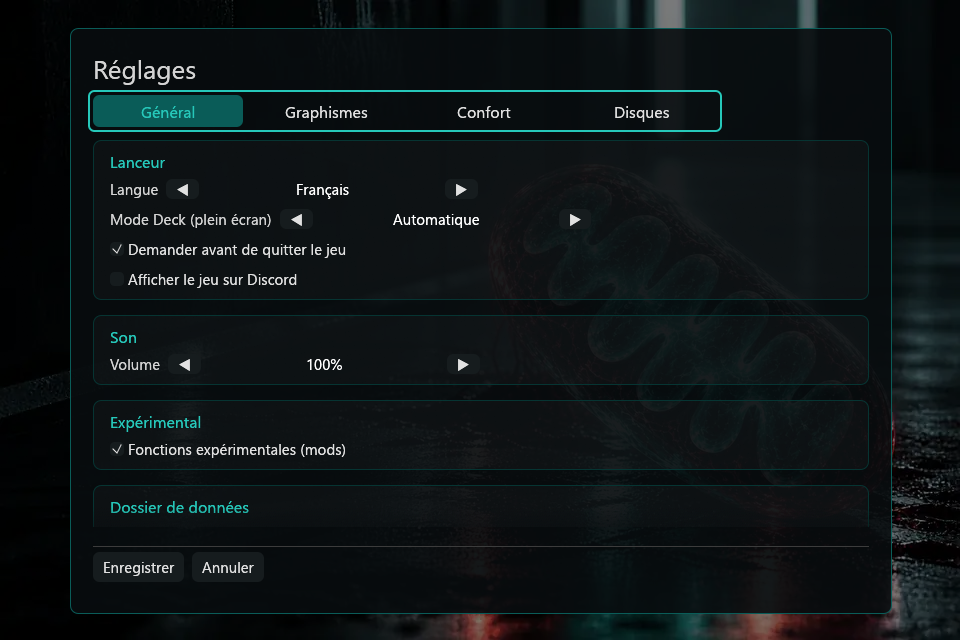 Réglages
Général Graphismes Confort Disques
Lanceur
Langue ◀ Français ▶
Mode Deck (plein écran) ◀ Automatique ▶
✓ Demander avant de quitter le jeu
Afficher le jeu sur Discord
Son
Volume ◀ 100% ▶
Expérimental
✓ Fonctions expérimentales (mods)
Dossier de données
Enregistrer Annuler